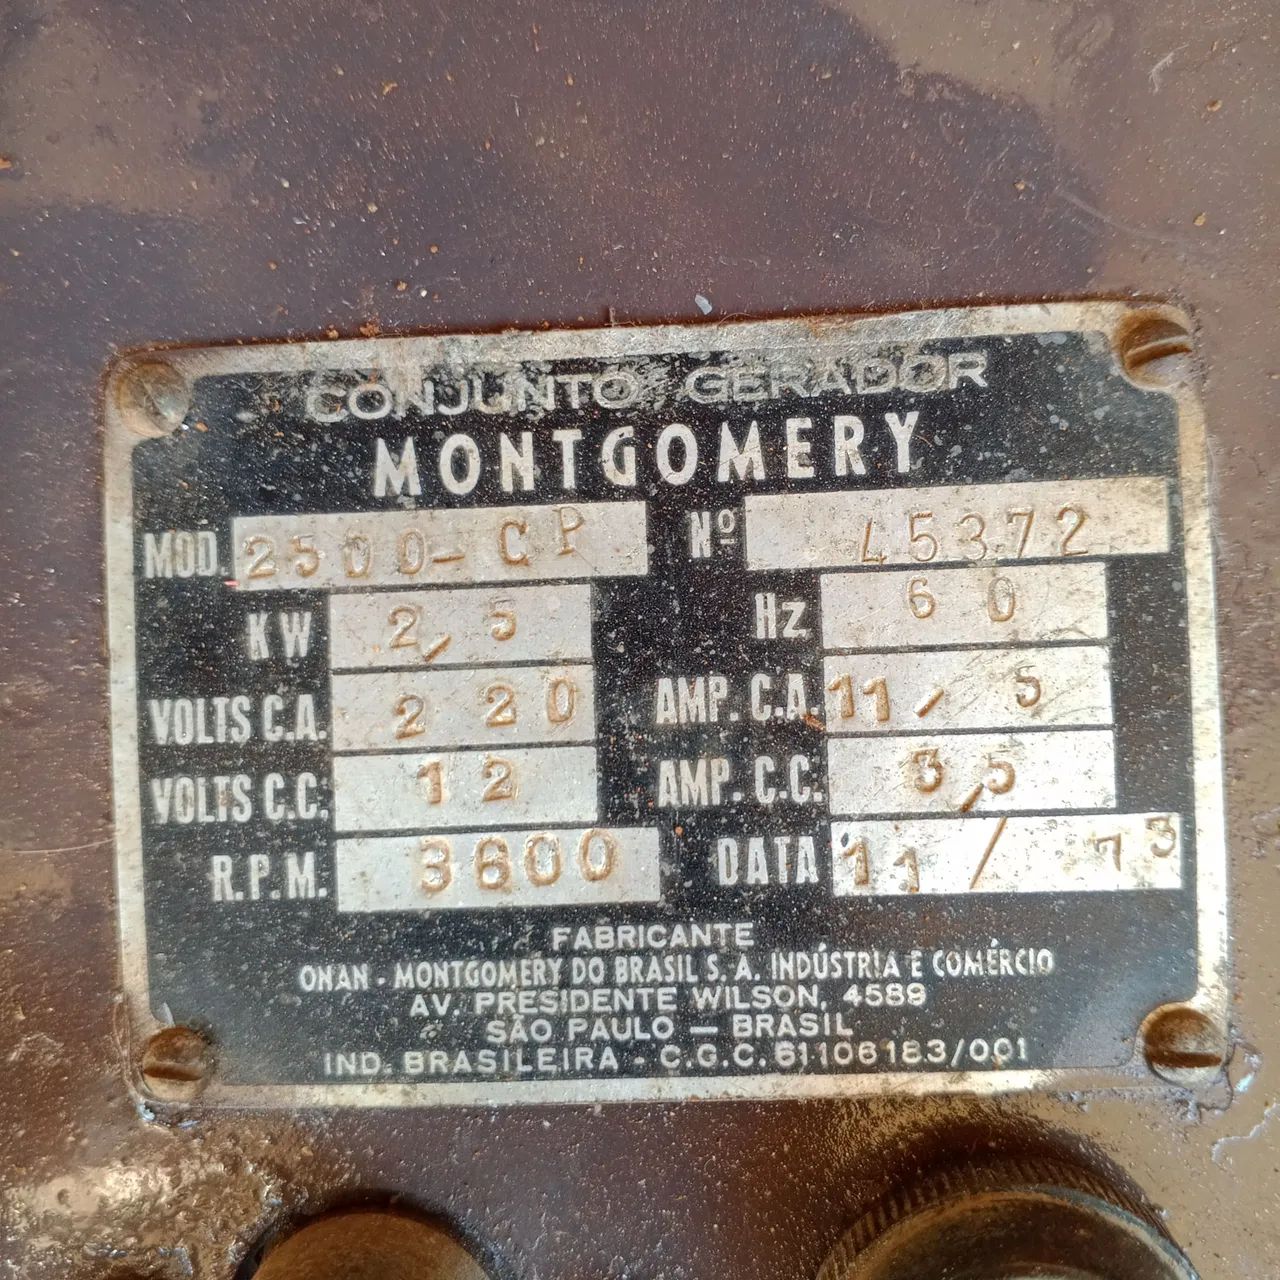 CONJUNTO GERADOR
MONTGOMERY
MOD. 2500-CP Nº 45372
KW 2,5 Hz 60
VOLTS C.A. 220 AMP. C.A. 11,5
VOLTS C.C. 12 AMP. C.C. 3,5
R.P.M. 3600 DATA 11/73
FABRICANTE
ONAN - MONTGOMERY DO BRASIL S. A. INDÚSTRIA E COMÉRCIO
AV. PRESIDENTE WILSON, 4589
SÃO PAULO — BRASIL
IND. BRASILEIRA - C.G.C. 61106183/001